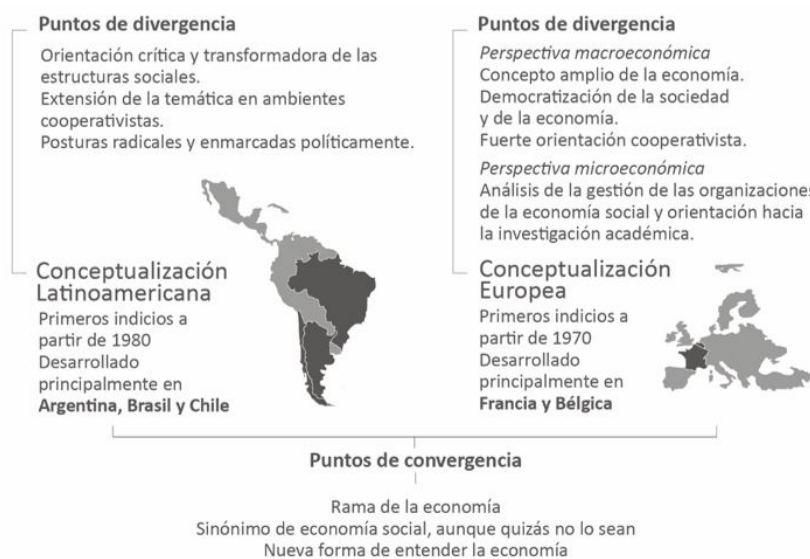 Puntos de divergencia
Orientación crítica y transformadora de las
estructuras sociales.
Extensión de la temática en ambientes
cooperativistas.
Posturas radicales y enmarcadas políticamente.
Conceptualización
Latinoamericana
Primeros indicios a
partir de 1980
Desarrollado
principalmente en
Argentina, Brasil y Chile
Puntos de divergencia
Perspectiva macroeconómica
Concepto amplio de la economía.
Democratización de la sociedad
y de la economía.
Fuerte orientación cooperativista.
Perspectiva microeconómica
Análisis de la gestión de las organizaciones
de la economía social y orientación hacia
la investigación académica.
Conceptualización
Europea
Primeros indicios a
partir de 1970
Desarrollado
principalmente en
Francia y Bélgica
Puntos de convergencia
Rama de la economía
Sinónimo de economía social, aunque quizás no lo sean
Nueva forma de entender la economía